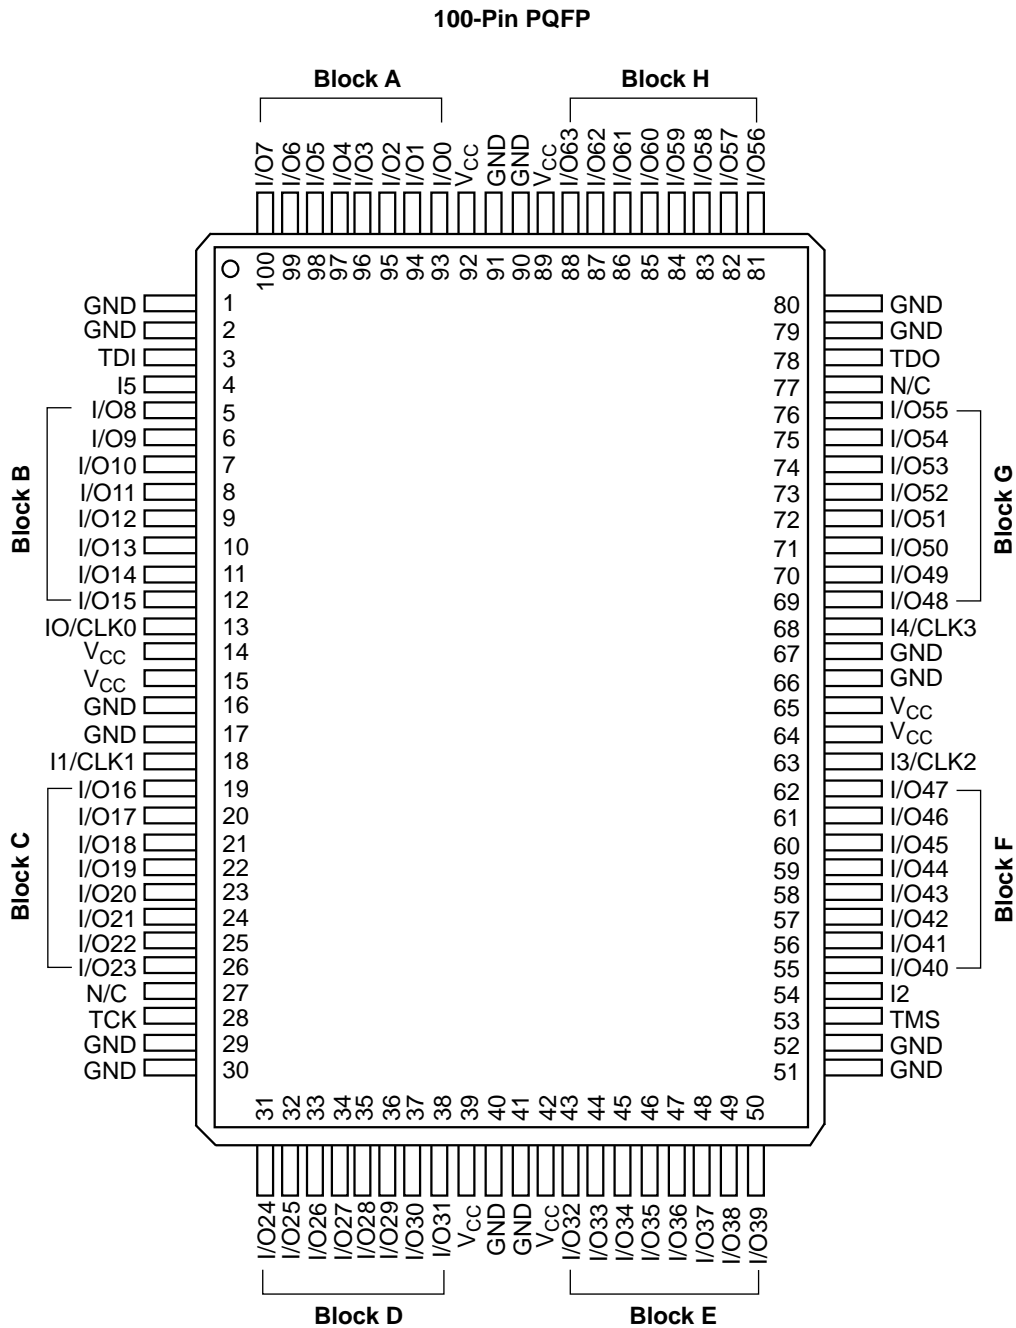 100-Pin PQFP
Block A
Block H
I/O7
I/O6
I/O5
I/O4
I/O3
I/O2
I/O1
I/O0
VCC
GND
GND
VCC
I/O63
I/O62
I/O61
I/O60
I/O59
I/O58
I/O57
I/O56
100
99
98
97
96
95
94
93
92
91
90
89
88
87
86
85
84
83
82
81
GND 1 80 GND
GND 2 79 GND
TDI 3 78 TDO
I5 4 77 N/C
I/O8 5 76 I/O55
I/O9 6 75 I/O54
I/O10 7 74 I/O53
I/O11 8 73 I/O52
I/O12 9 72 I/O51
I/O13 10 71 I/O50
I/O14 11 70 I/O49
I/O15 12 69 I/O48
Block B
Block G
IO/CLK0 13 68 I4/CLK3
VCC 14 67 GND
VCC 15 66 GND
GND 16 65 VCC
GND 17 64 VCC
I1/CLK1 18 63 I3/CLK2
I/O16 19 62 I/O47
I/O17 20 61 I/O46
I/O18 21 60 I/O45
I/O19 22 59 I/O44
I/O20 23 58 I/O43
I/O21 24 57 I/O42
I/O22 25 56 I/O41
I/O23 26 55 I/O40
Block C
Block F
N/C 27 54 I2
TCK 28 53 TMS
GND 29 52 GND
GND 30 51 GND
31
32
33
34
35
36
37
38
39
40
41
42
43
44
45
46
47
48
49
50
I/O24
I/O25
I/O26
I/O27
I/O28
I/O29
I/O30
I/O31
VCC
GND
GND
VCC
I/O32
I/O33
I/O34
I/O35
I/O36
I/O37
I/O38
I/O39
Block D
Block E